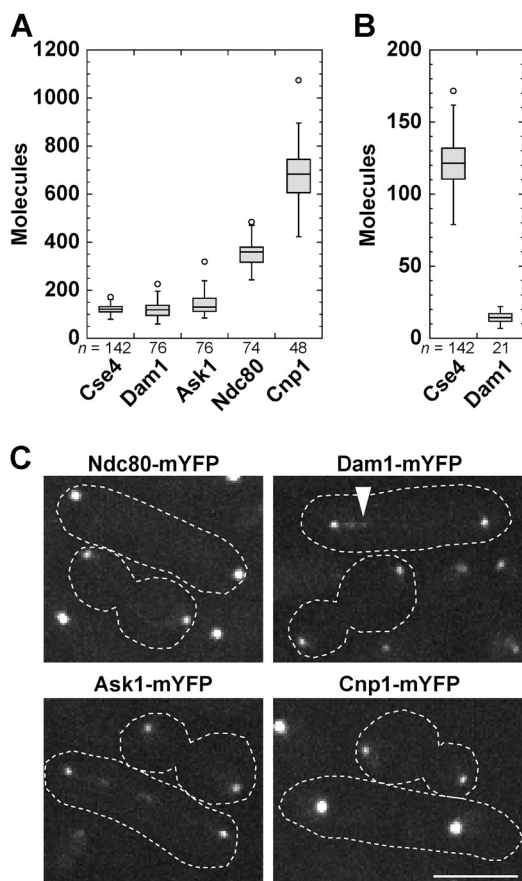 A
B
1200
1000
800
600
400
200
0
Molecules
n = 142 76 76 74 48
Cse4 Dam1 Ask1 Ndc80 Cnp1
200
150
100
50
0
Molecules
n = 142 21
Cse4 Dam1
C
Ndc80-mYFP Dam1-mYFP
Ask1-mYFP Cnp1-mYFP